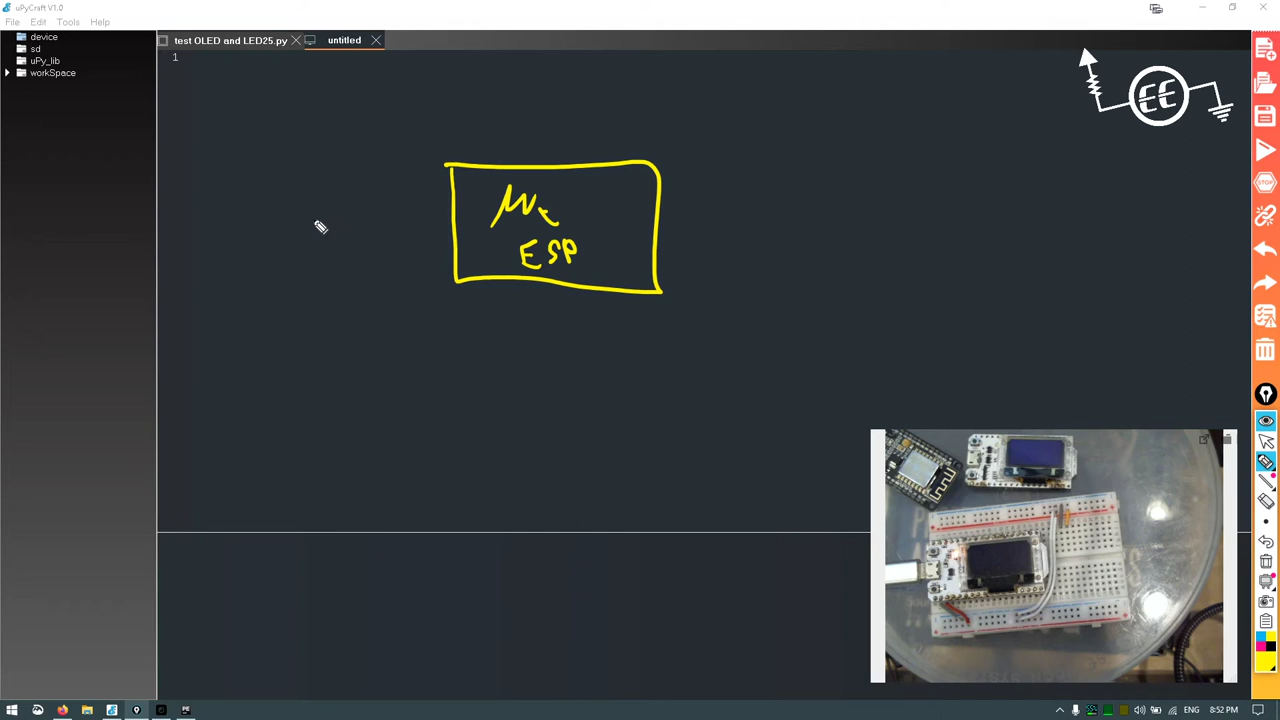 uPyCraft V1.0
File Edit Tools Help
device
sd
uPy_lib
workSpace
test OLED and LED25.py
untitled
1
µc
ESP
EE
STOP
ENG
8:52 PM